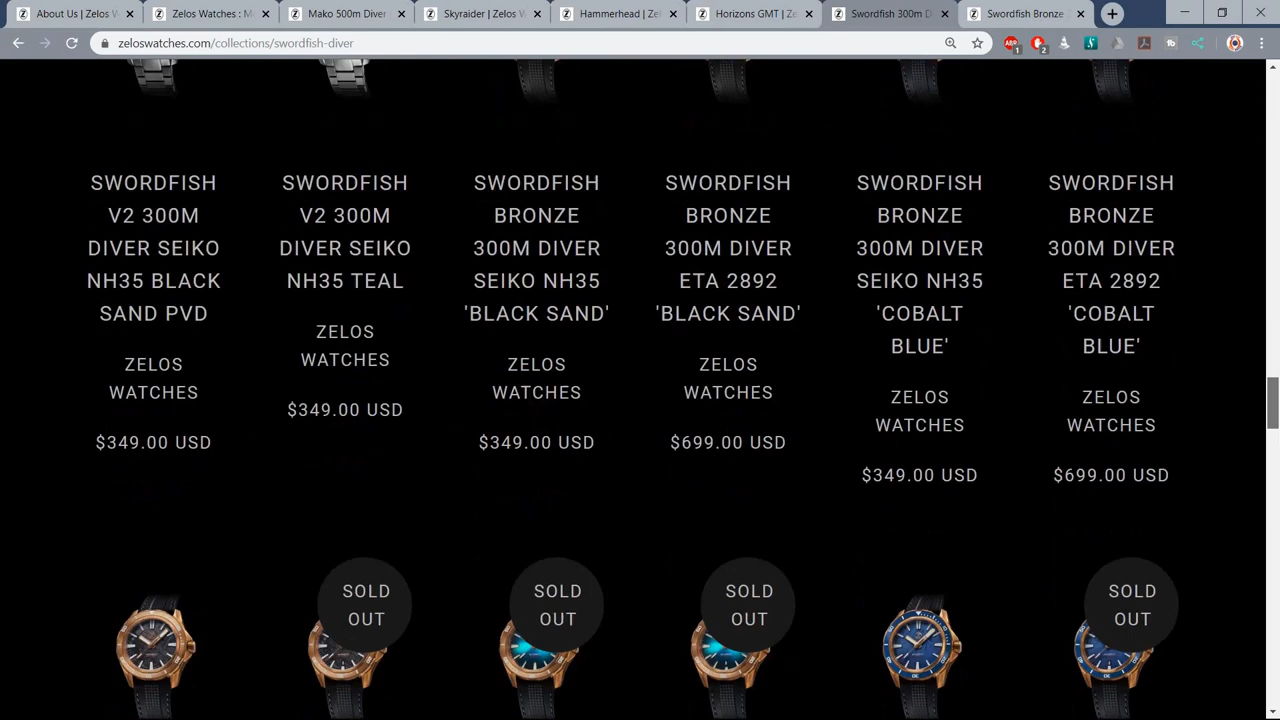 About Us | Zelos W
Zelos Watches : M
Mako 500m Diver
Skyraider | Zelos W
Hammerhead | Ze
Horizons GMT | Ze
Swordfish 300m D
Swordfish Bronze
zeloswatches.com/collections/swordfish-diver
SWORDFISH
V2 300M
DIVER SEIKO
NH35 BLACK
SAND PVD
ZELOS
WATCHES
$349.00 USD
SWORDFISH
V2 300M
DIVER SEIKO
NH35 TEAL
ZELOS
WATCHES
$349.00 USD
SWORDFISH
BRONZE
300M DIVER
SEIKO NH35
'BLACK SAND'
ZELOS
WATCHES
$349.00 USD
SWORDFISH
BRONZE
300M DIVER
ETA 2892
'BLACK SAND'
ZELOS
WATCHES
$699.00 USD
SWORDFISH
BRONZE
300M DIVER
SEIKO NH35
'COBALT
BLUE'
ZELOS
WATCHES
$349.00 USD
SWORDFISH
BRONZE
300M DIVER
ETA 2892
'COBALT
BLUE'
ZELOS
WATCHES
$699.00 USD
SOLD
OUT
SOLD
OUT
SOLD
OUT
SOLD
OUT